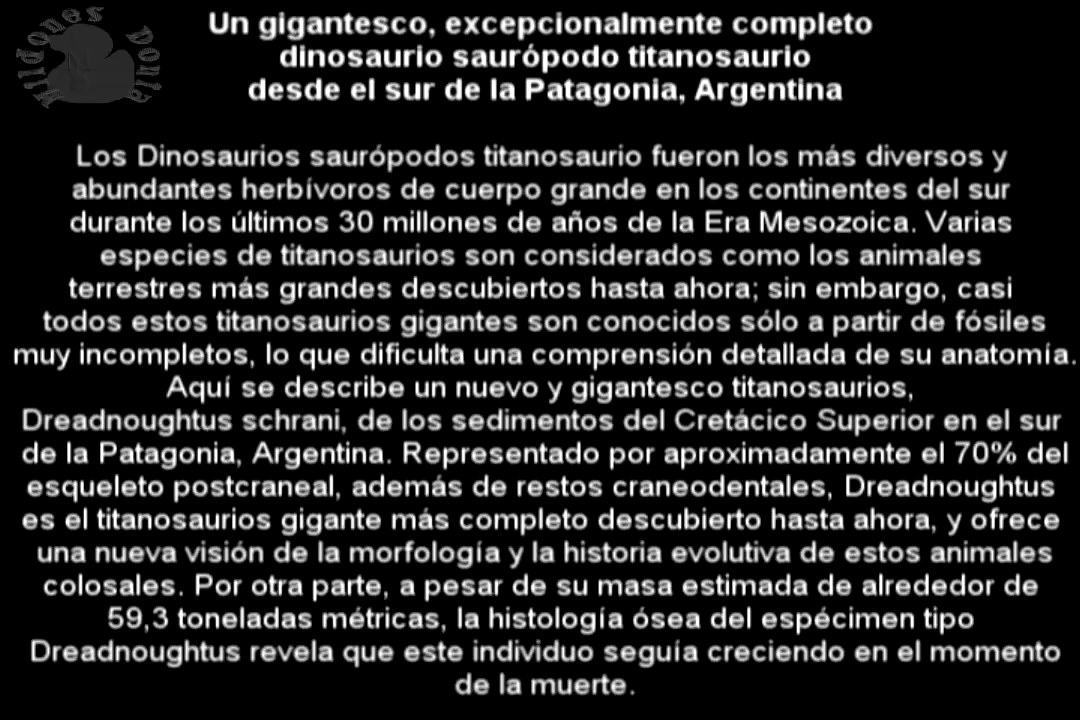 Un gigantesco, excepcionalmente completo
dinosaurio saurópodo titanosaurio
desde el sur de la Patagonia, Argentina
Los Dinosaurios saurópodos titanosaurio fueron los más diversos y
abundantes herbívoros de cuerpo grande en los continentes del sur
durante los últimos 30 millones de años de la Era Mesozoica. Varias
especies de titanosaurios son considerados como los animales
terrestres más grandes descubiertos hasta ahora; sin embargo, casi
todos estos titanosaurios gigantes son conocidos sólo a partir de fósiles
muy incompletos, lo que dificulta una comprensión detallada de su anatomía.
Aquí se describe un nuevo y gigantesco titanosaurios,
Dreadnoughtus schrani, de los sedimentos del Cretácico Superior en el sur
de la Patagonia, Argentina. Representado por aproximadamente el 70% del
esqueleto postcraneal, además de restos craneodentales, Dreadnoughtus
es el titanosaurios gigante más completo descubierto hasta ahora, y ofrece
una nueva visión de la morfología y la historia evolutiva de estos animales
colosales. Por otra parte, a pesar de su masa estimada de alrededor de
59,3 toneladas métricas, la histología ósea del espécimen tipo
Dreadnoughtus revela que este individuo seguía creciendo en el momento
de la muerte.